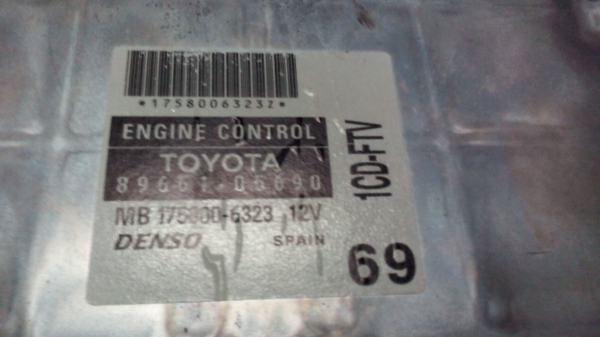 *17580063232*
ENGINE CONTROL
TOYOTA
89661-05690
MB 175800-6323 12V
DENSO SPAIN
1CD-FTV
69